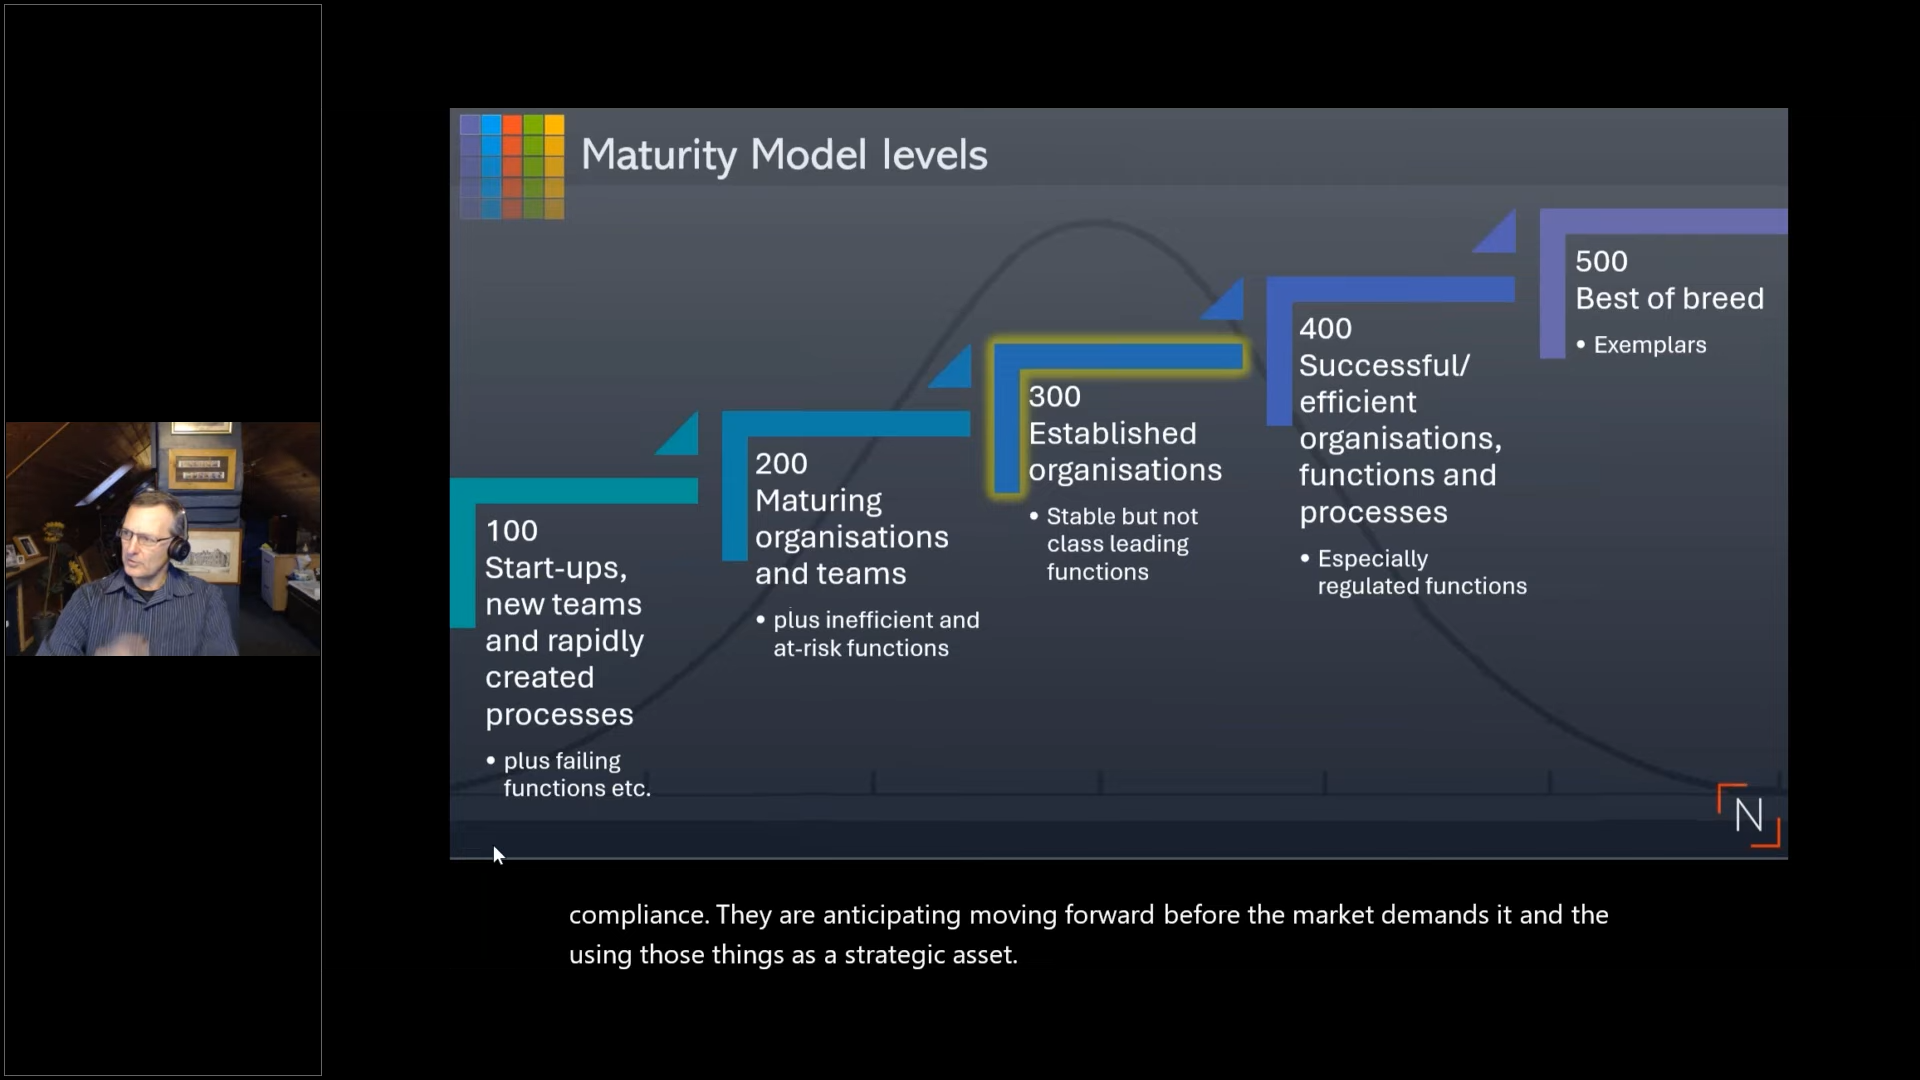 Maturity Model levels
100
Start-ups,
new teams
and rapidly
created
processes
• plus failing
functions etc.
200
Maturing
organisations
and teams
• plus inefficient and
at-risk functions
300
Established
organisations
• Stable but not
class leading
functions
400
Successful/
efficient
organisations,
functions and
processes
• Especially
regulated functions
500
Best of breed
• Exemplars
N
compliance. They are anticipating moving forward before the market demands it and the
using those things as a strategic asset.